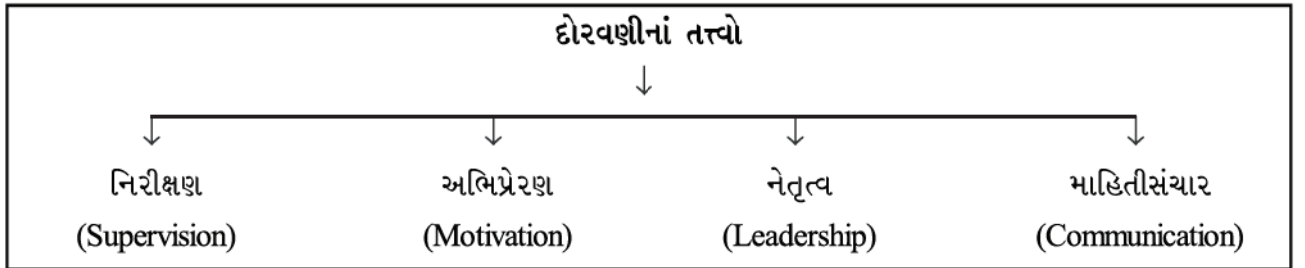 દોરવણીનાં તત્ત્વો
નિરીક્ષણ અભિપ્રેરણ નેતૃત્વ માહિતીસંચાર
(Supervision) (Motivation) (Leadership) (Communication)